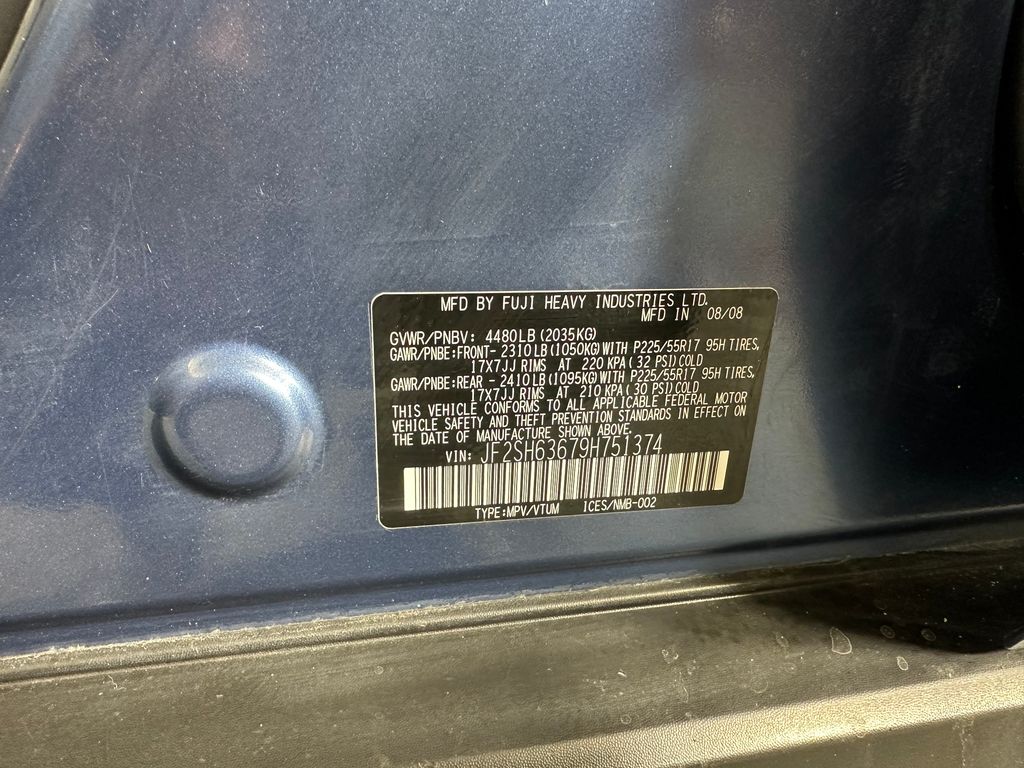 MFD BY FUJI HEAVY INDUSTRIES LTD.
MFD IN 08/08
GVWR/PNBV: 4480LB (2035KG)
GAWR/PNBE:FRONT- 2310LB (1050KG) WITH P225/55R17 95H TIRES,
17X7JJ RIMS AT 220 KPA (32 PSI) COLD
GAWR/PNBE:REAR - 2410LB (1095KG) WITH P225/55R17 95H TIRES,
17X7JJ RIMS AT 210 KPA (30 PSI) COLD
THIS VEHICLE CONFORMS TO ALL APPLICABLE FEDERAL MOTOR
VEHICLE SAFETY AND THEFT PREVENTION STANDARDS IN EFFECT ON
THE DATE OF MANUFACTURE SHOWN ABOVE.
VIN: JF2SH63679H751374
TYPE:MPV/VTUM ICES/NMB-002